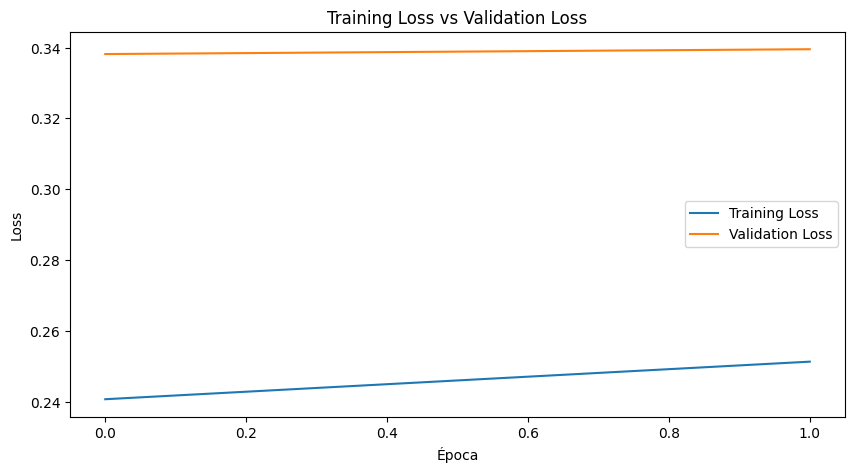 Training Loss vs Validation Loss
0.34
0.32
0.30
0.28
0.26
0.24
Loss
Training Loss
Validation Loss
0.0
0.2
0.4
0.6
0.8
1.0
Época